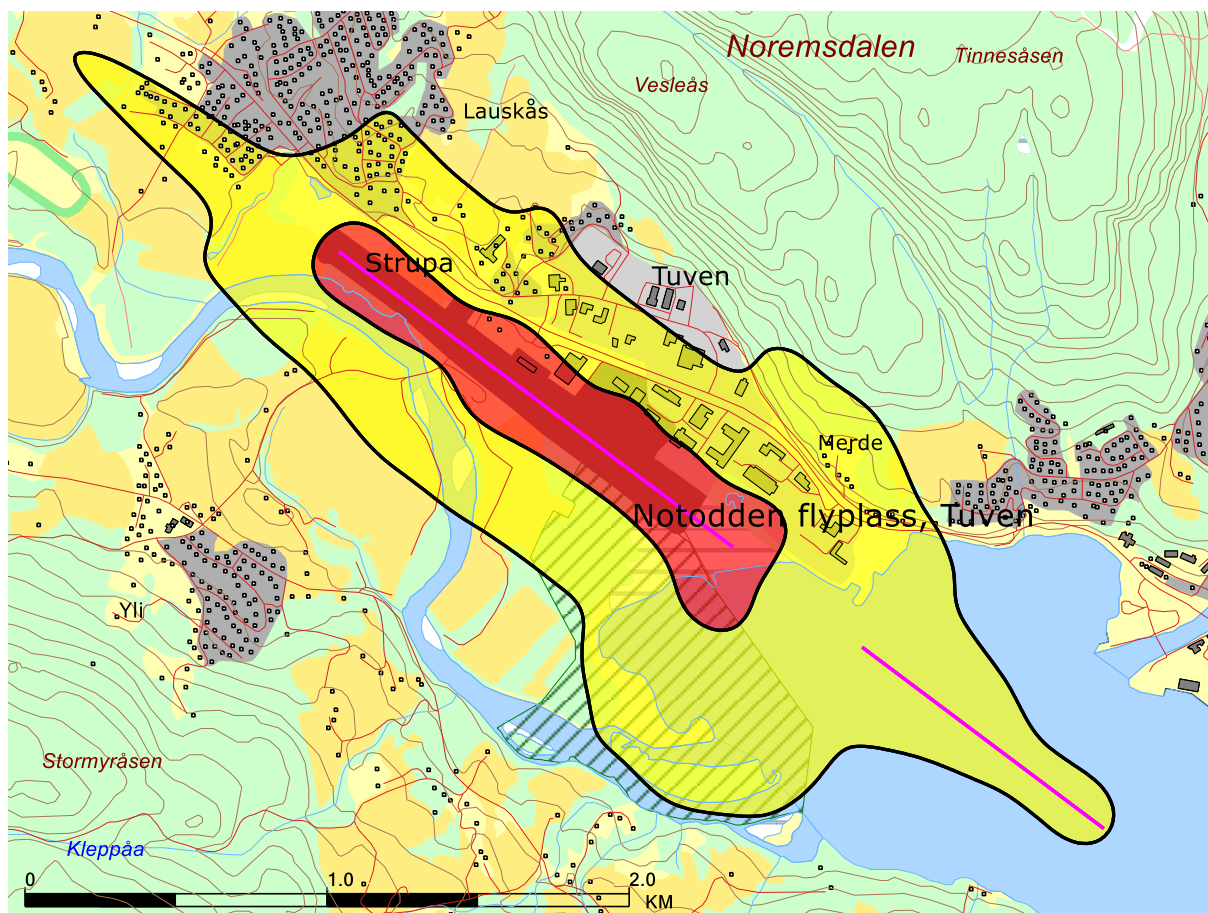 Noremsdalen
Tinnesåsen
Vesleås
Lauskås
Strupa
Tuven
Merde
Notodden flyplass, Tuven
Yli
Stormyråsen
Kleppåa
0 1.0 2.0
KM